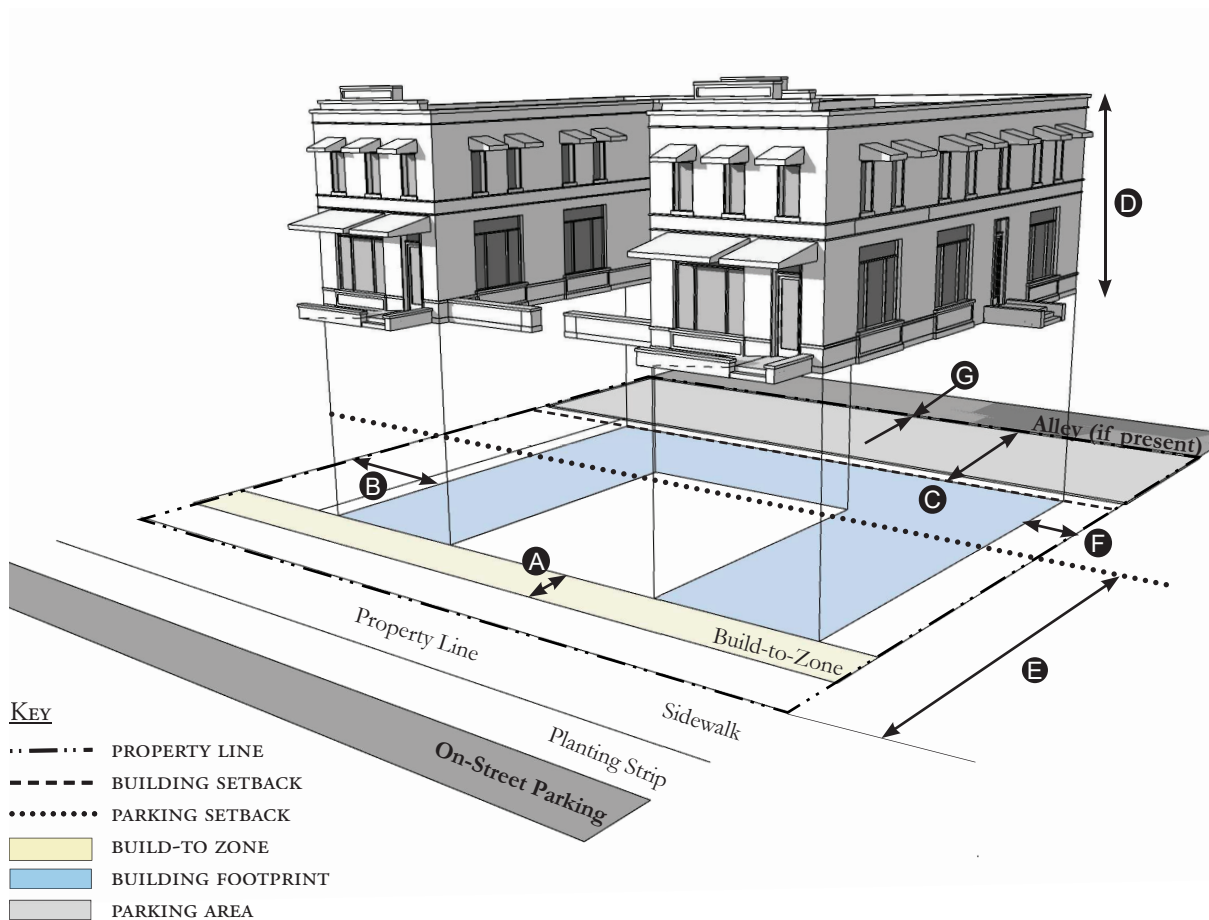 D
G
Alley (if present)
B
C
F
A
Property Line
Build-to-Zone
E
Sidewalk
Planting Strip
On-Street Parking
KEY
PROPERTY LINE
BUILDING SETBACK
PARKING SETBACK
BUILD-TO ZONE
BUILDING FOOTPRINT
PARKING AREA